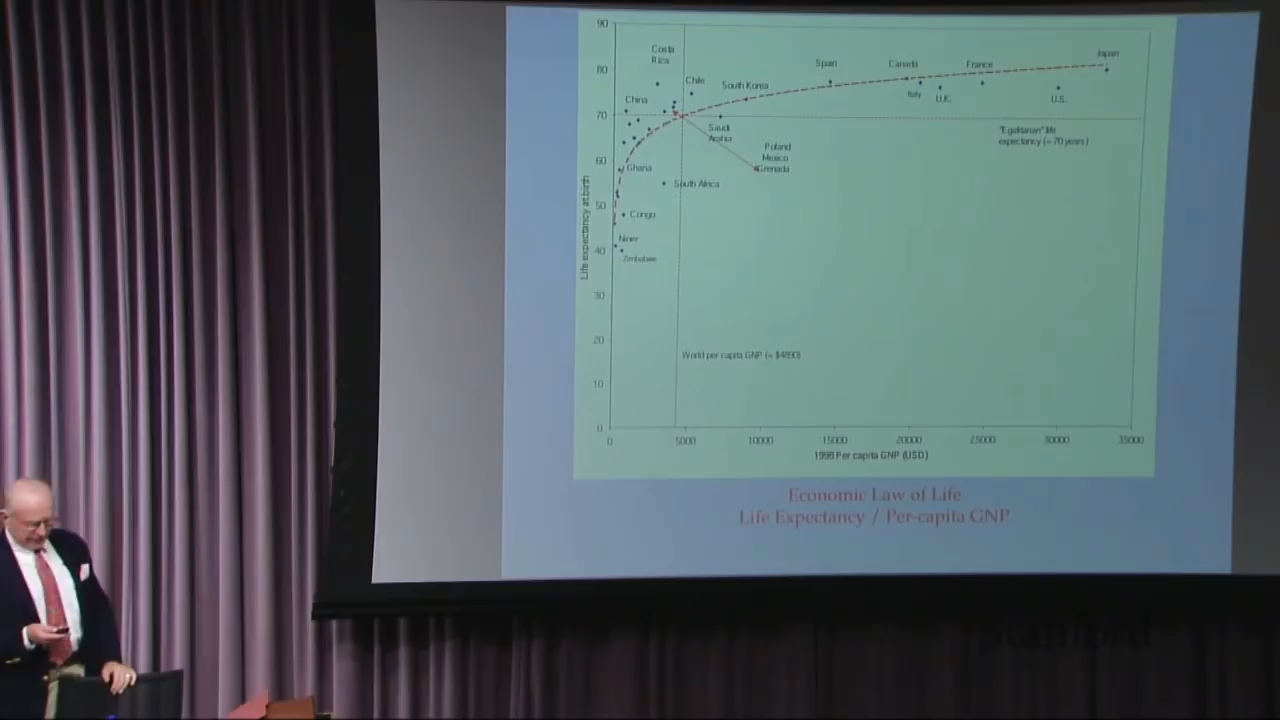 90
80
70
60
50
40
30
20
10
0
Life expectancy at birth
Costa
Rica
Chile
China
South Korea
Spain
Canada
France
Japan
Italy
U.K.
U.S.
Saudi
Arabia
"Egalitarian" life
expectancy (= 70 years)
Poland
Mexico
Grenada
Ghana
South Africa
Congo
Zimbabwe
World per capita GNP (= $4890)
0
5000
10000
15000
20000
25000
30000
35000
1998 Per capita GNP (USD)
Economic Law of Life
Life Expectancy / Per-capita GNP